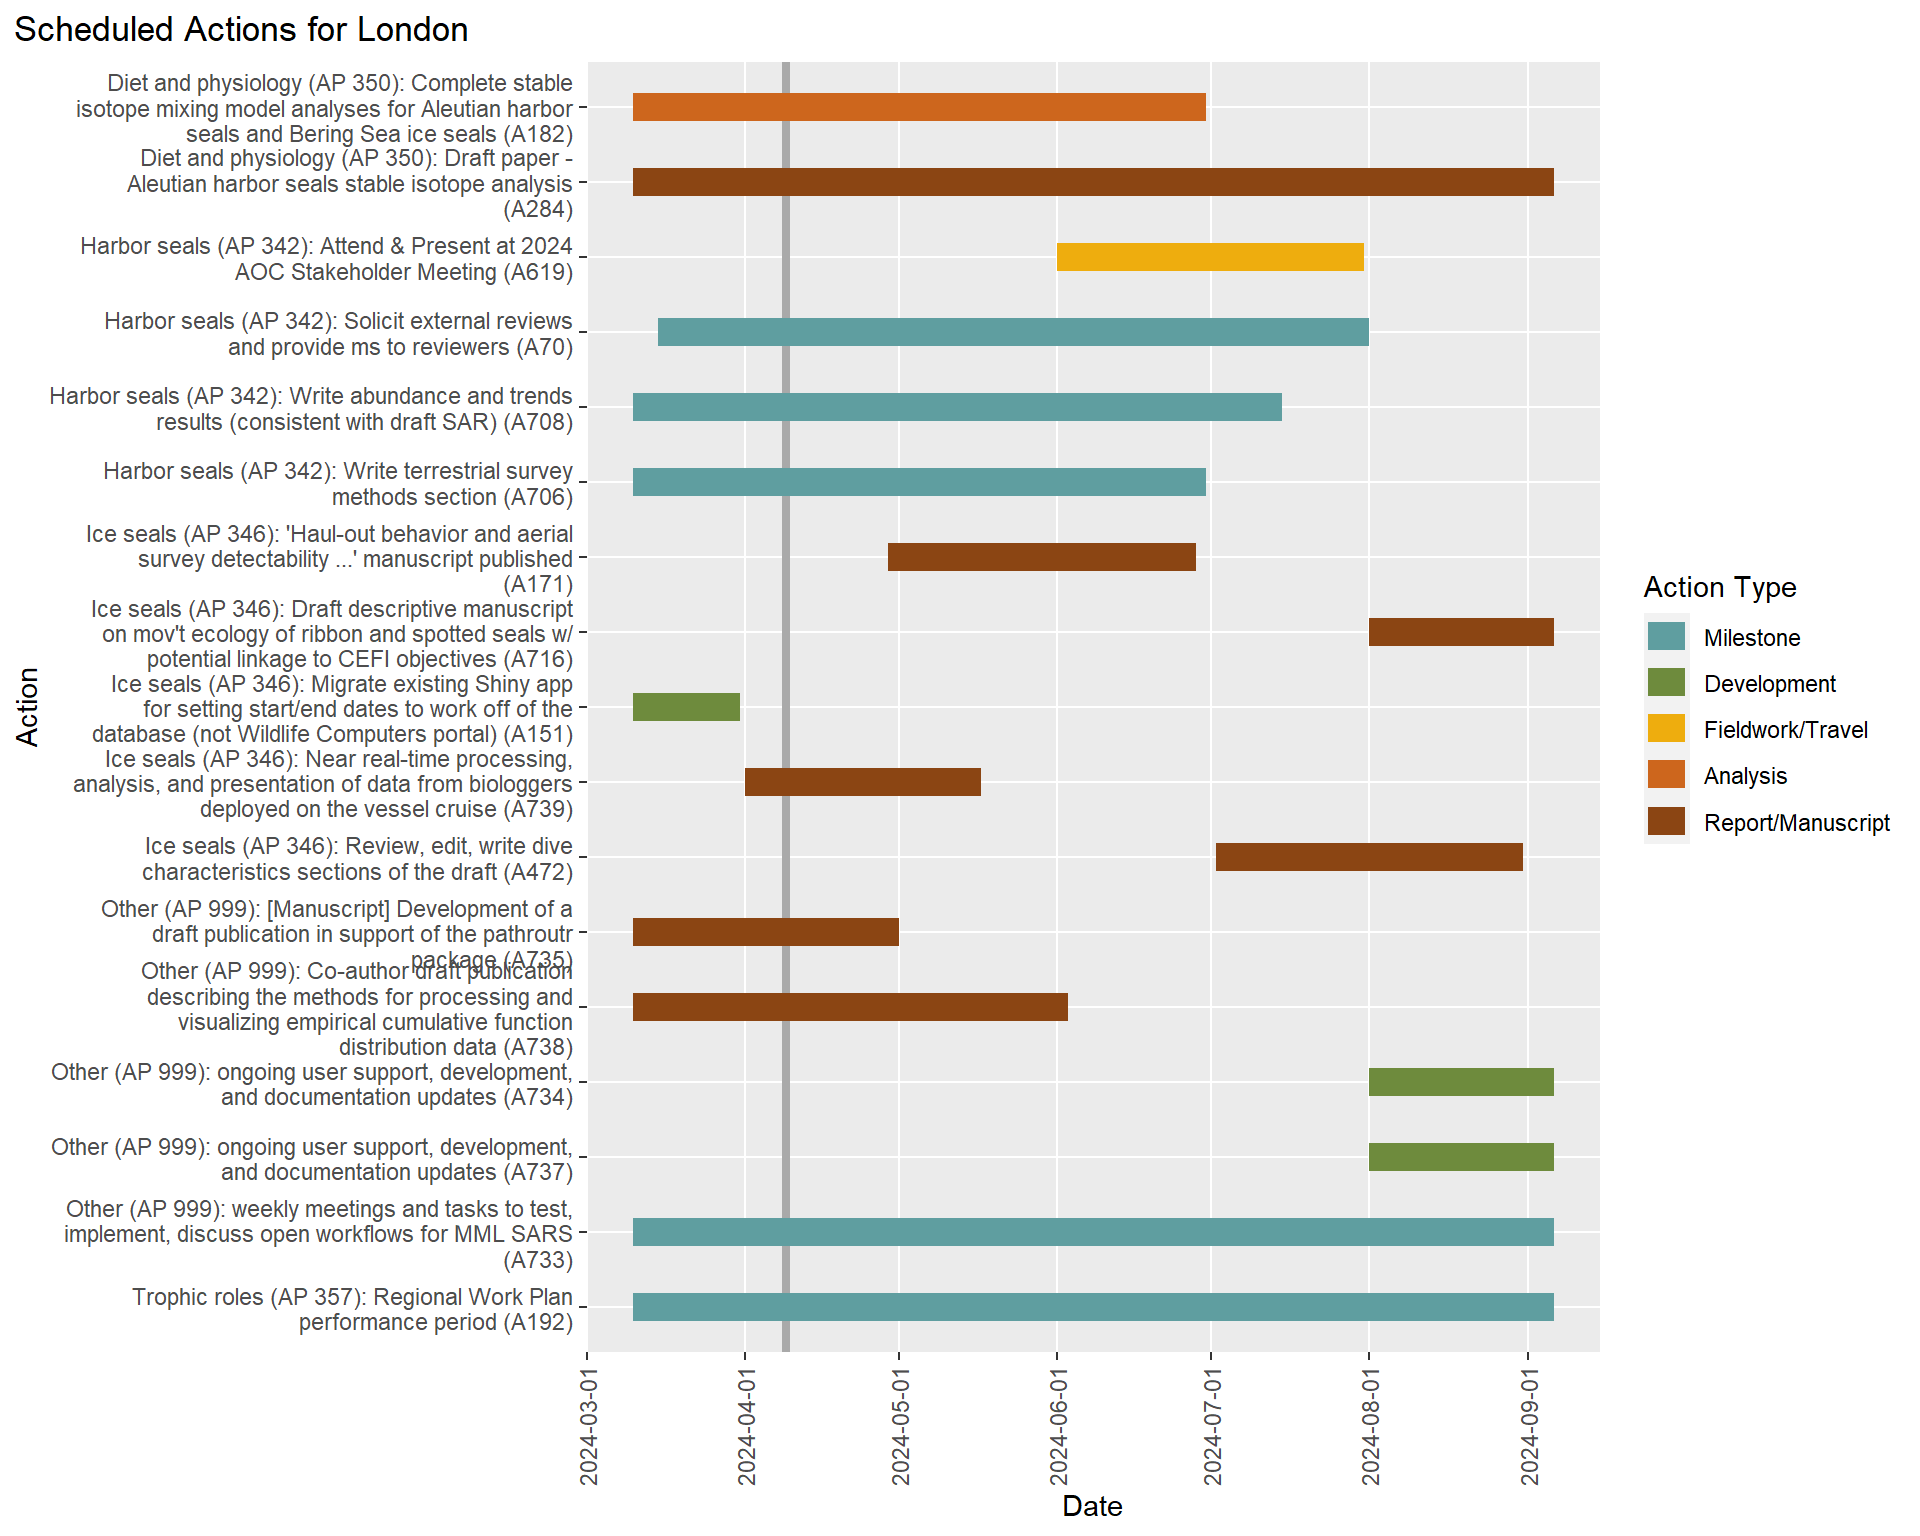 Scheduled Actions for London
Diet and physiology (AP 350): Complete stable
isotope mixing model analyses for Aleutian harbor
seals and Bering Sea ice seals (A182)
Diet and physiology (AP 350): Draft paper -
Aleutian harbor seals stable isotope analysis
(A284)
Harbor seals (AP 342): Attend & Present at 2024
AOC Stakeholder Meeting (A619)
Harbor seals (AP 342): Solicit external reviews
and provide ms to reviewers (A70)
Harbor seals (AP 342): Write abundance and trends
results (consistent with draft SAR) (A708)
Harbor seals (AP 342): Write terrestrial survey
methods section (A706)
Ice seals (AP 346): 'Haul-out behavior and aerial
survey detectability ...' manuscript published
(A171)
Ice seals (AP 346): Draft descriptive manuscript
on mov't ecology of ribbon and spotted seals w/
potential linkage to CEFI objectives (A716)
Ice seals (AP 346): Migrate existing Shiny app
for setting start/end dates to work off of the
database (not Wildlife Computers portal) (A151)
Ice seals (AP 346): Near real-time processing,
analysis, and presentation of data from biologgers
deployed on the vessel cruise (A739)
Ice seals (AP 346): Review, edit, write dive
characteristics sections of the draft (A472)
Other (AP 999): [Manuscript] Development of a
draft publication in support of the pathroutr
package (A735)
Other (AP 999): Co-author draft publication
describing the methods for processing and
visualizing empirical cumulative function
distribution data (A738)
Other (AP 999): ongoing user support, development,
and documentation updates (A734)
Other (AP 999): ongoing user support, development,
and documentation updates (A737)
Other (AP 999): weekly meetings and tasks to test,
implement, discuss open workflows for MML SARS
(A733)
Trophic roles (AP 357): Regional Work Plan
performance period (A192)
Action
2024-03-01
2024-04-01
2024-05-01
2024-06-01
2024-07-01
2024-08-01
2024-09-01
Date
Action Type
Milestone
Development
Fieldwork/Travel
Analysis
Report/Manuscript